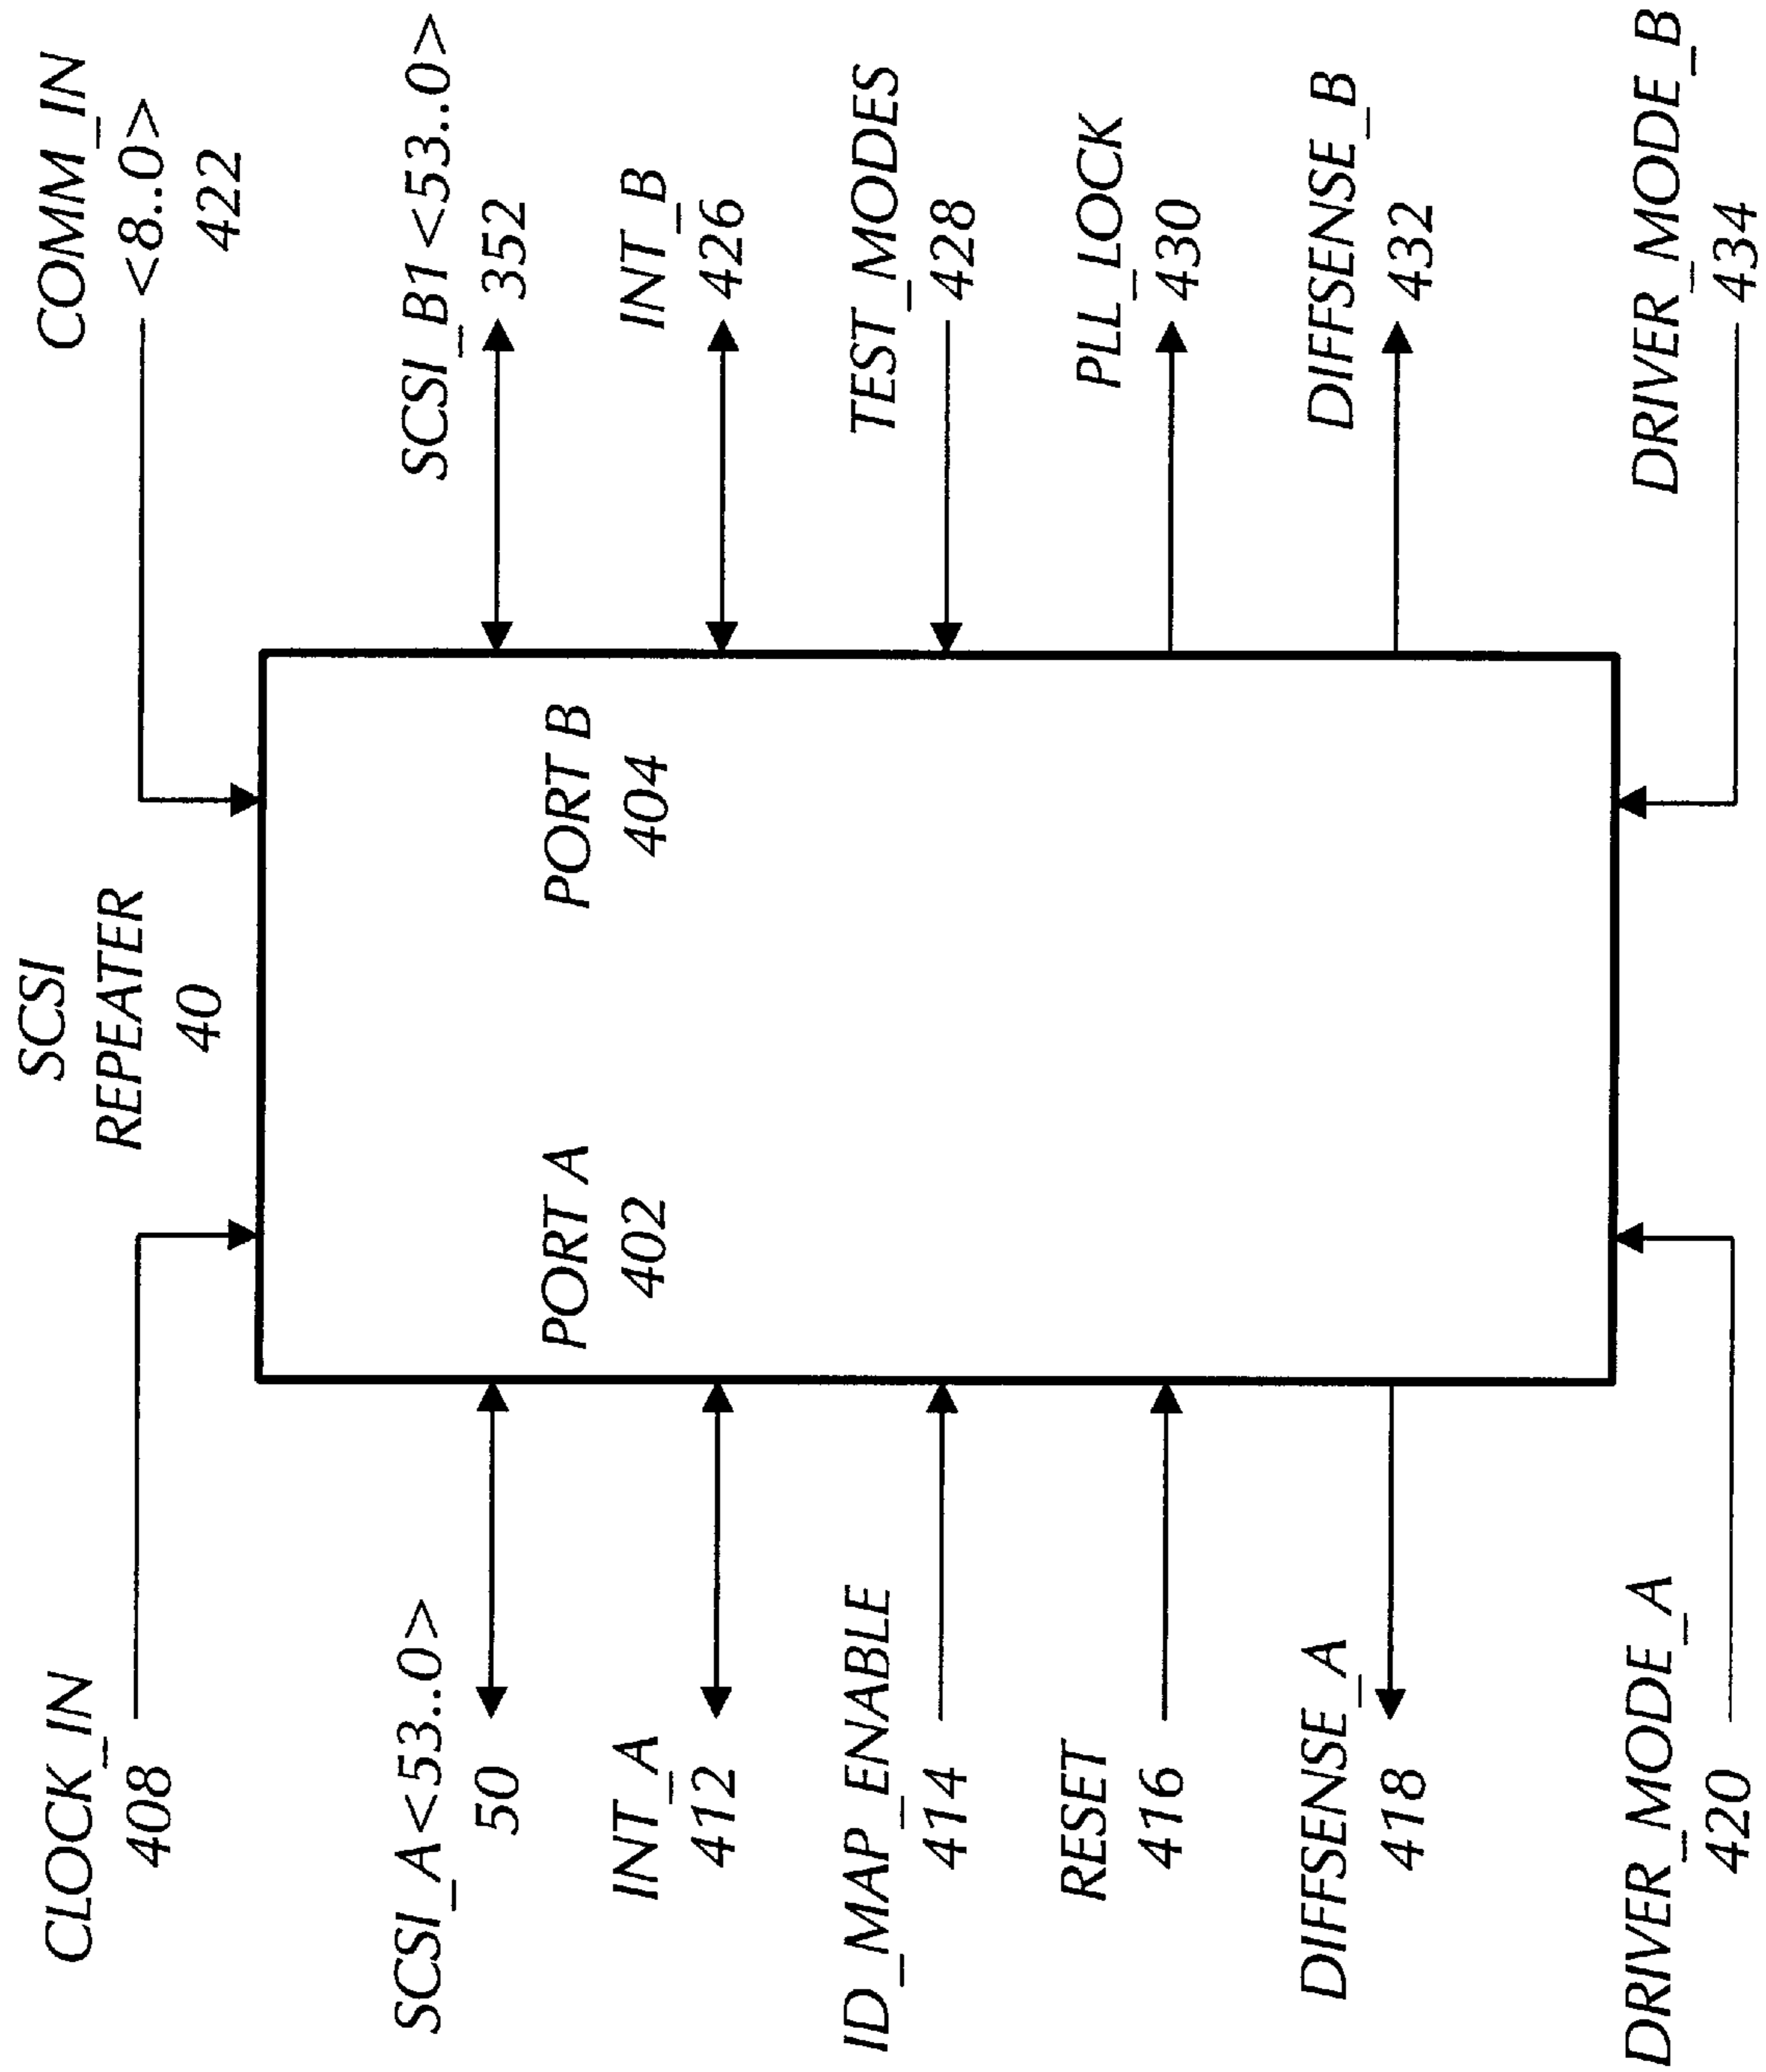 SCSI
REPEATER
40
CLOCK_IN
408
COMM_IN
<8..0>
422
SCSI_A<53..0>
50
SCSI_B1<53..0>
352
PORT A
402
PORT B
404
INT_A
412
INT_B
426
ID_MAP_ENABLE
414
TEST_MODES
428
RESET
416
PLL_LOCK
430
DIFFSENSE_A
418
DIFFSENSE_B
432
DRIVER_MODE_A
420
DRIVER_MODE_B
434